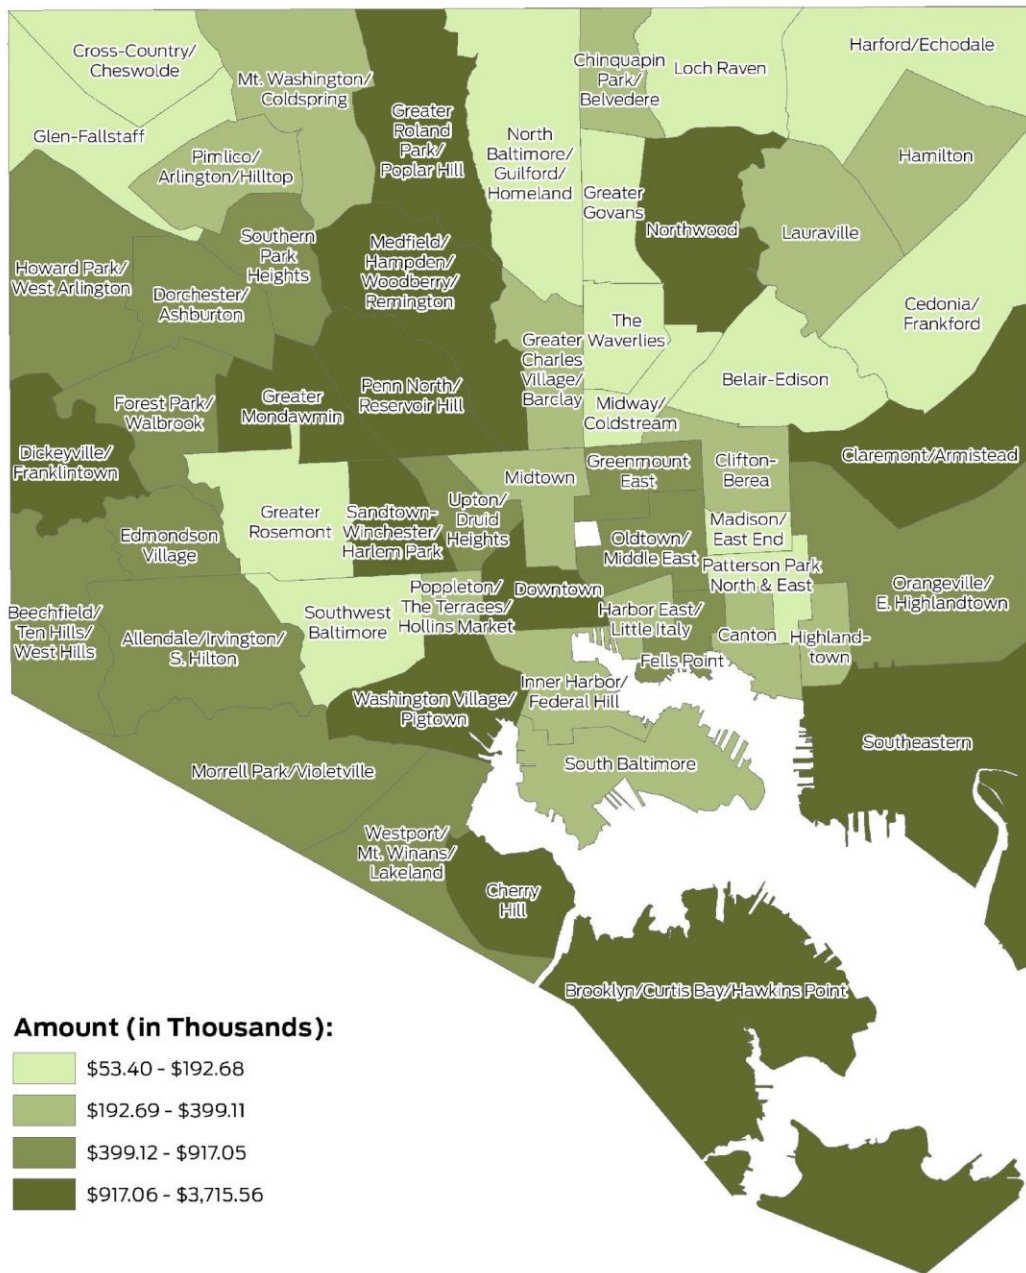 Cross-Country/
Cheswolde
Mt. Washington/
Coldspring
Greater
Roland
Park/
Poplar Hill
North
Baltimore/
Guilford/
Homeland
Chinquapin
Park/
Belvedere
Loch Raven
Harford/Echodale
Glen-Fallstaff
Pimlico/
Arlington/Hilltop
Hamilton
Greater
Govans
Northwood
Lauraville
Howard Park/
West Arlington
Southern
Park
Heights
Medfield/
Hampden/
Woodberry/
Remington
Dorchester/
Ashburton
Cedonia/
Frankford
The
Waverlies
Greater
Charles
Village/
Barclay
Belair-Edison
Forest Park/
Walbrook
Greater
Mondawmin
Penn North/
Reservoir Hill
Midway/
Coldstream
Dickeyville/
Franklintown
Claremont/Armistead
Midtown
Greenmount
East
Clifton-
Berea
Greater
Rosemont
Sandtown-
Winchester/
Harlem Park
Upton/
Druid
Heights
Edmondson
Village
Oldtown/
Middle East
Madison/
East End
Patterson Park
North & East
Orangeville/
E. Highlandtown
Beechfield/
Ten Hills/
West Hills
Allendale/Irvington/
S. Hilton
Southwest
Baltimore
Poppleton/
The Terraces/
Hollins Market
Downtown
Harbor East/
Little Italy
Canton
Highland-
town
Fells Point
Inner Harbor/
Federal Hill
Washington Village/
Pigtown
Southeastern
Morrell Park/Violetville
South Baltimore
Westport/
Mt. Winans/
Lakeland
Cherry
Hill
Brooklyn/Curtis Bay/Hawkins Point
Amount (in Thousands):
$53.40 - $192.68
$192.69 - $399.11
$399.12 - $917.05
$917.06 - $3,715.56